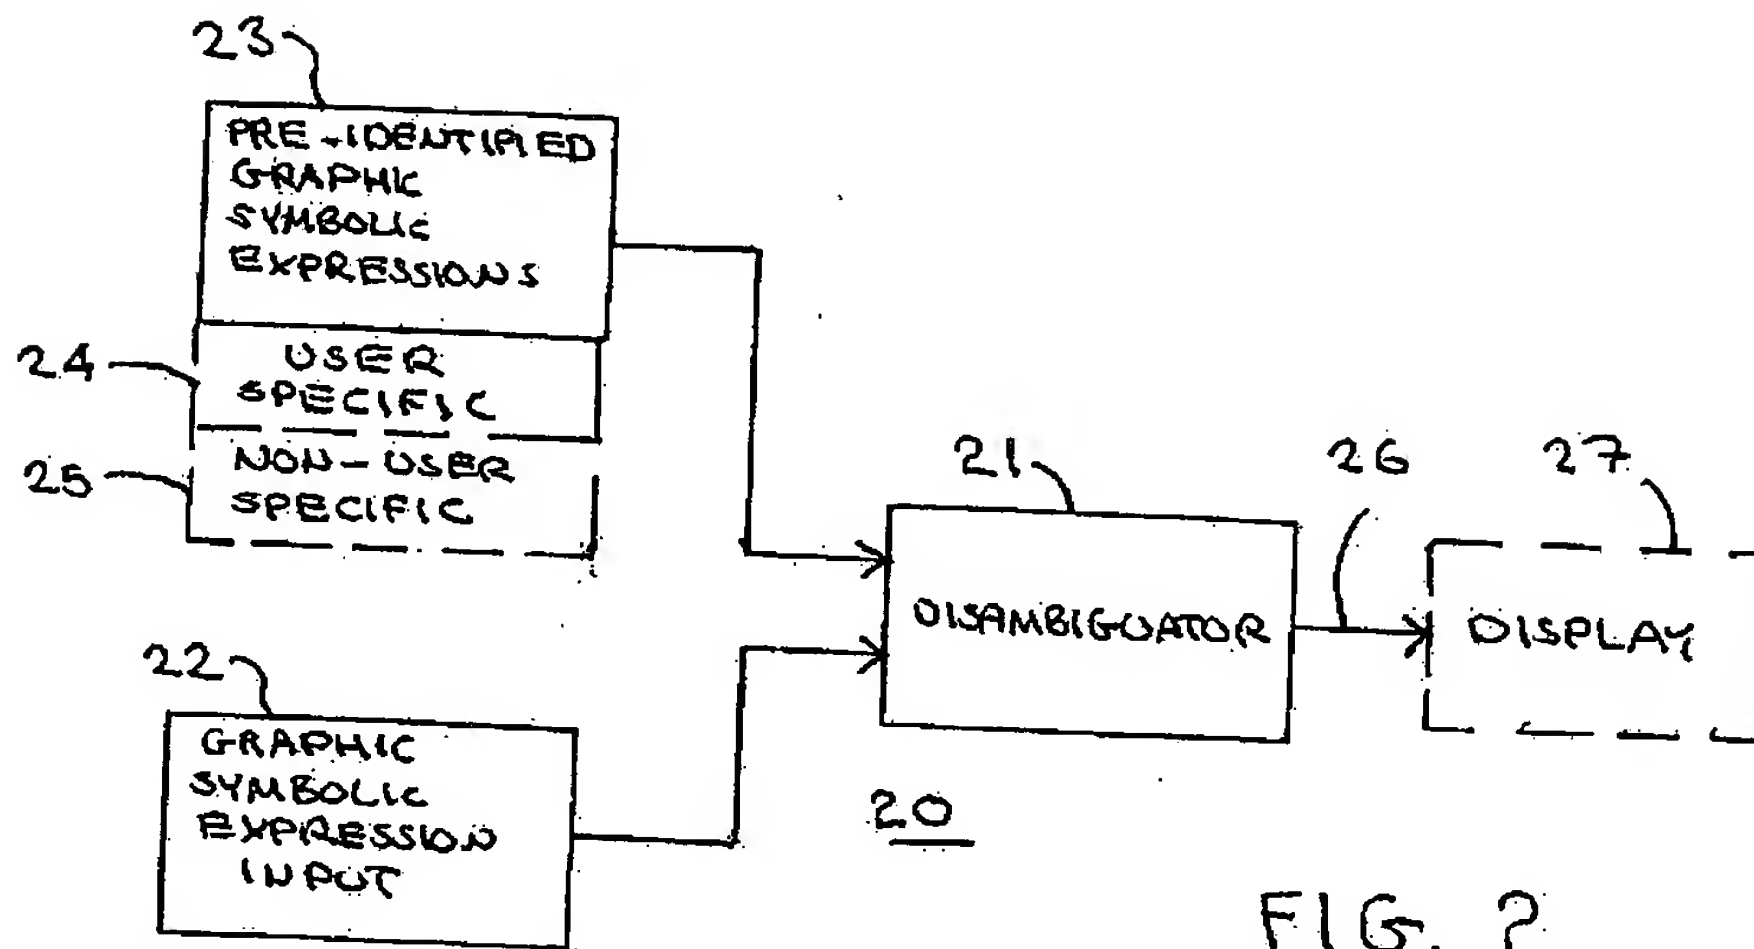 23
PRE-IDENTIFIED
GRAPHIC
SYMBOLIC
EXPRESSIONS
24
USER
SPECIFIC
25
NON-USER
SPECIFIC
21
26
27
DISAMBIGUATOR
DISPLAY
22
GRAPHIC
SYMBOLIC
EXPRESSION
INPUT
20
FIG.